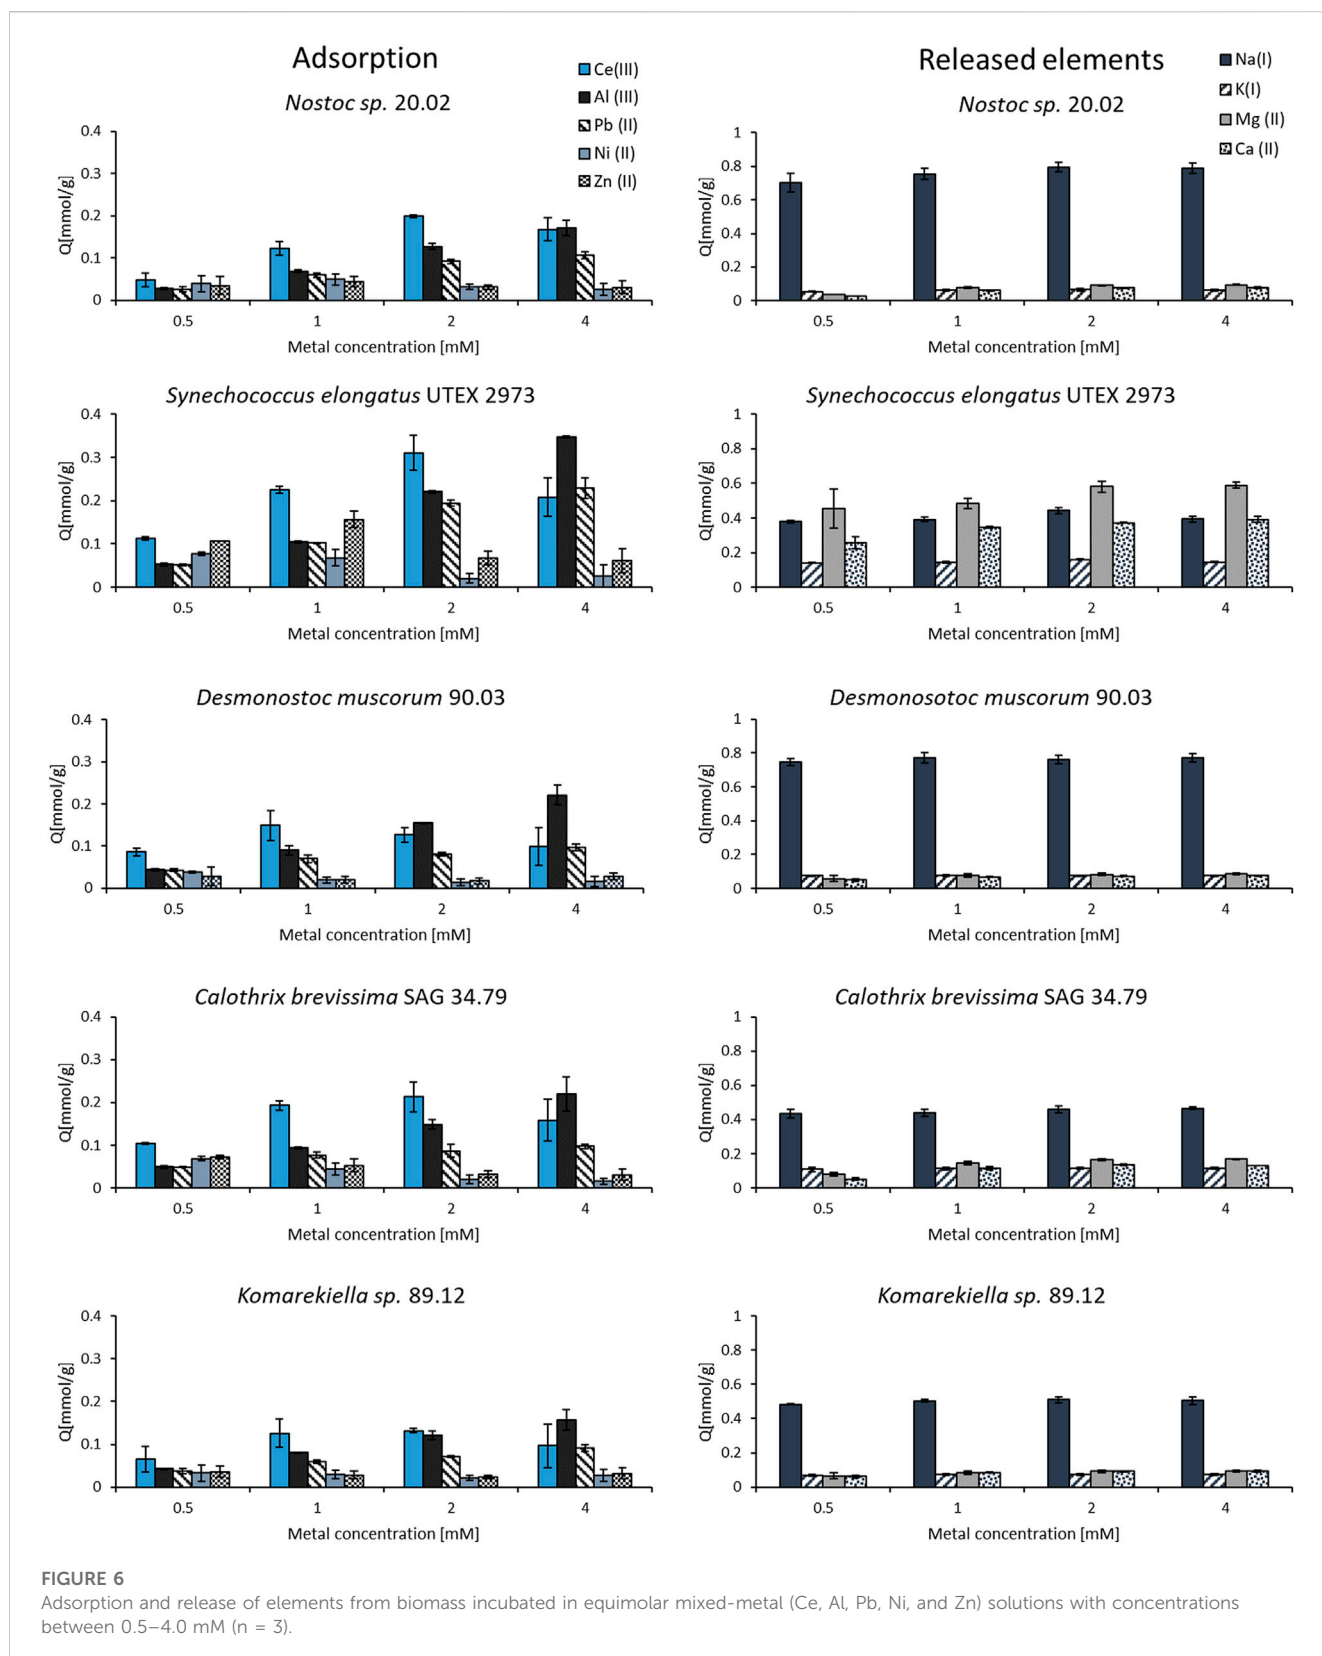 Adsorption
Ce(III)
Al (III)
Pb (II)
Ni (II)
Zn (II)
Nostoc sp. 20.02
0.4
0.3
0.2
0.1
0
Q[mmol/g]
0.5 1 2 4
Metal concentration [mM]
Released elements
Na(I)
K(I)
Mg (II)
Ca (II)
Nostoc sp. 20.02
1
0.8
0.6
0.4
0.2
0
Q[mmol/g]
0.5 1 2 4
Metal concentration [mM]
Synechococcus elongatus UTEX 2973
0.4
0.3
0.2
0.1
0
Q[mmol/g]
0.5 1 2 4
Metal concentration [mM]
Synechococcus elongatus UTEX 2973
1
0.8
0.6
0.4
0.2
0
Q[mmol/g]
0.5 1 2 4
Metal concentration [mM]
Desmonostoc muscorum 90.03
0.4
0.3
0.2
0.1
0
Q[mmol/g]
0.5 1 2 4
Metal concentration [mM]
Desmonosotoc muscorum 90.03
1
0.8
0.6
0.4
0.2
0
Q[mmol/g]
0.5 1 2 4
Metal concentration [mM]
Calothrix brevissima SAG 34.79
0.4
0.3
0.2
0.1
0
Q[mmol/g]
0.5 1 2 4
Metal concentration [mM]
Calothrix brevissima SAG 34.79
1
0.8
0.6
0.4
0.2
0
Q[mmol/g]
0.5 1 2 4
Metal concentration [mM]
Komarekiella sp. 89.12
0.4
0.3
0.2
0.1
0
Q[mmol/g]
0.5 1 2 4
Metal concentration [mM]
Komarekiella sp. 89.12
1
0.8
0.6
0.4
0.2
0
Q[mmol/g]
0.5 1 2 4
Metal concentration [mM]
FIGURE 6
Adsorption and release of elements from biomass incubated in equimolar mixed-metal (Ce, Al, Pb, Ni, and Zn) solutions with concentrations
between 0.5–4.0 mM (n = 3).